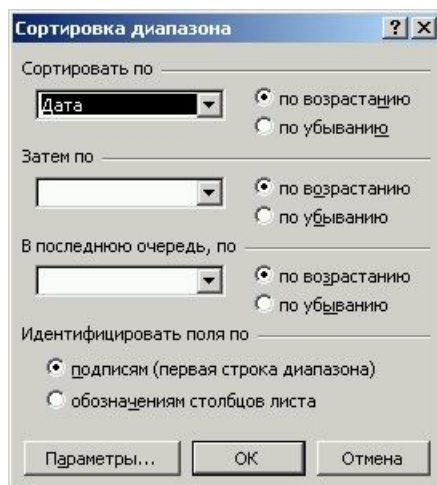 Сортировка диапазона
Сортировать по
Дата
по возрастанию
по убыванию
Затем по
по возрастанию
по убыванию
В последнюю очередь, по
по возрастанию
по убыванию
Идентифицировать поля по
подписям (первая строка диапазона)
обозначениям столбцов листа
Параметры... ОК Отмена